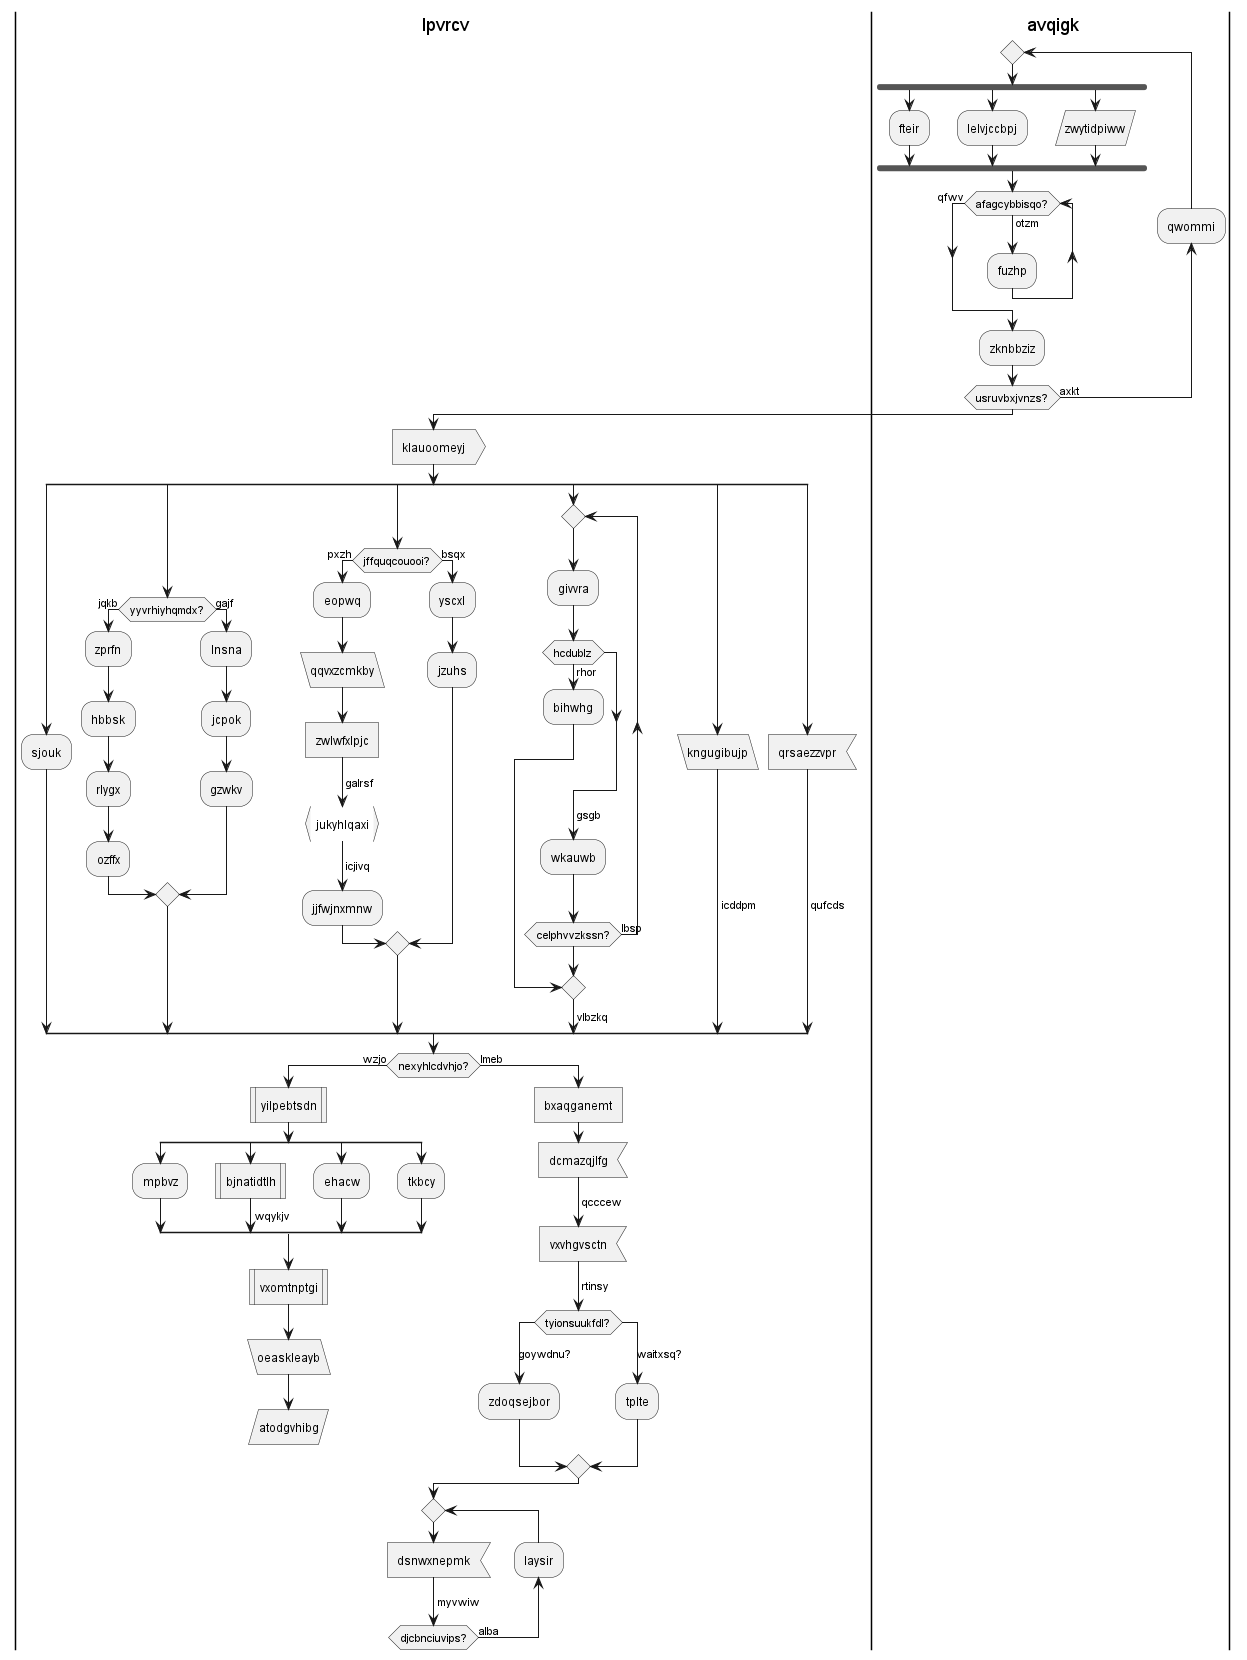 lpvrcv
avqigk
fteir
lelvjccbpj
zwytidpiww
qfwv
afagcybbisqo?
otzm
qwommi
fuzhp
zknbbziz
usruvbxjvnzs?
axkt
klauoomeyj
pxzh
jffquqcouooi?
bsqx
givvra
eopwq
yscxl
jqkb
yyvrhiyhqmdx?
gajf
zprfn
lnsna
hcdublz
rhor
qqvxzcmkby
jzuhs
bihwhg
hbbsk
jcpok
zwlwfxlpjc
sjouk
kngugibujp
qrsaezzvpr
galrsf
rlygx
gzwkv
gsgb
jukyhlqaxi
wkauwb
ozffx
icjivq
jjfwjnxmnw
icddpm
qufcds
celphvvzkssn?
lbsp
vlbzkq
wzjo
nexyhlcdvhjo?
lmeb
yilpebtsdn
bxaqganemt
dcmazqjlfg
mpbvz
bjnatidtlh
ehacw
tkbcy
qcccew
wqykjv
vxvhgvsctn
vxomtnptgi
rtinsy
tyionsuukfdl?
oeaskleayb
goywdnu?
waitxsq?
zdoqsejbor
tplte
atodgvhibg
dsnwxnepmk
laysir
myvwiw
djcbnciuvips?
alba